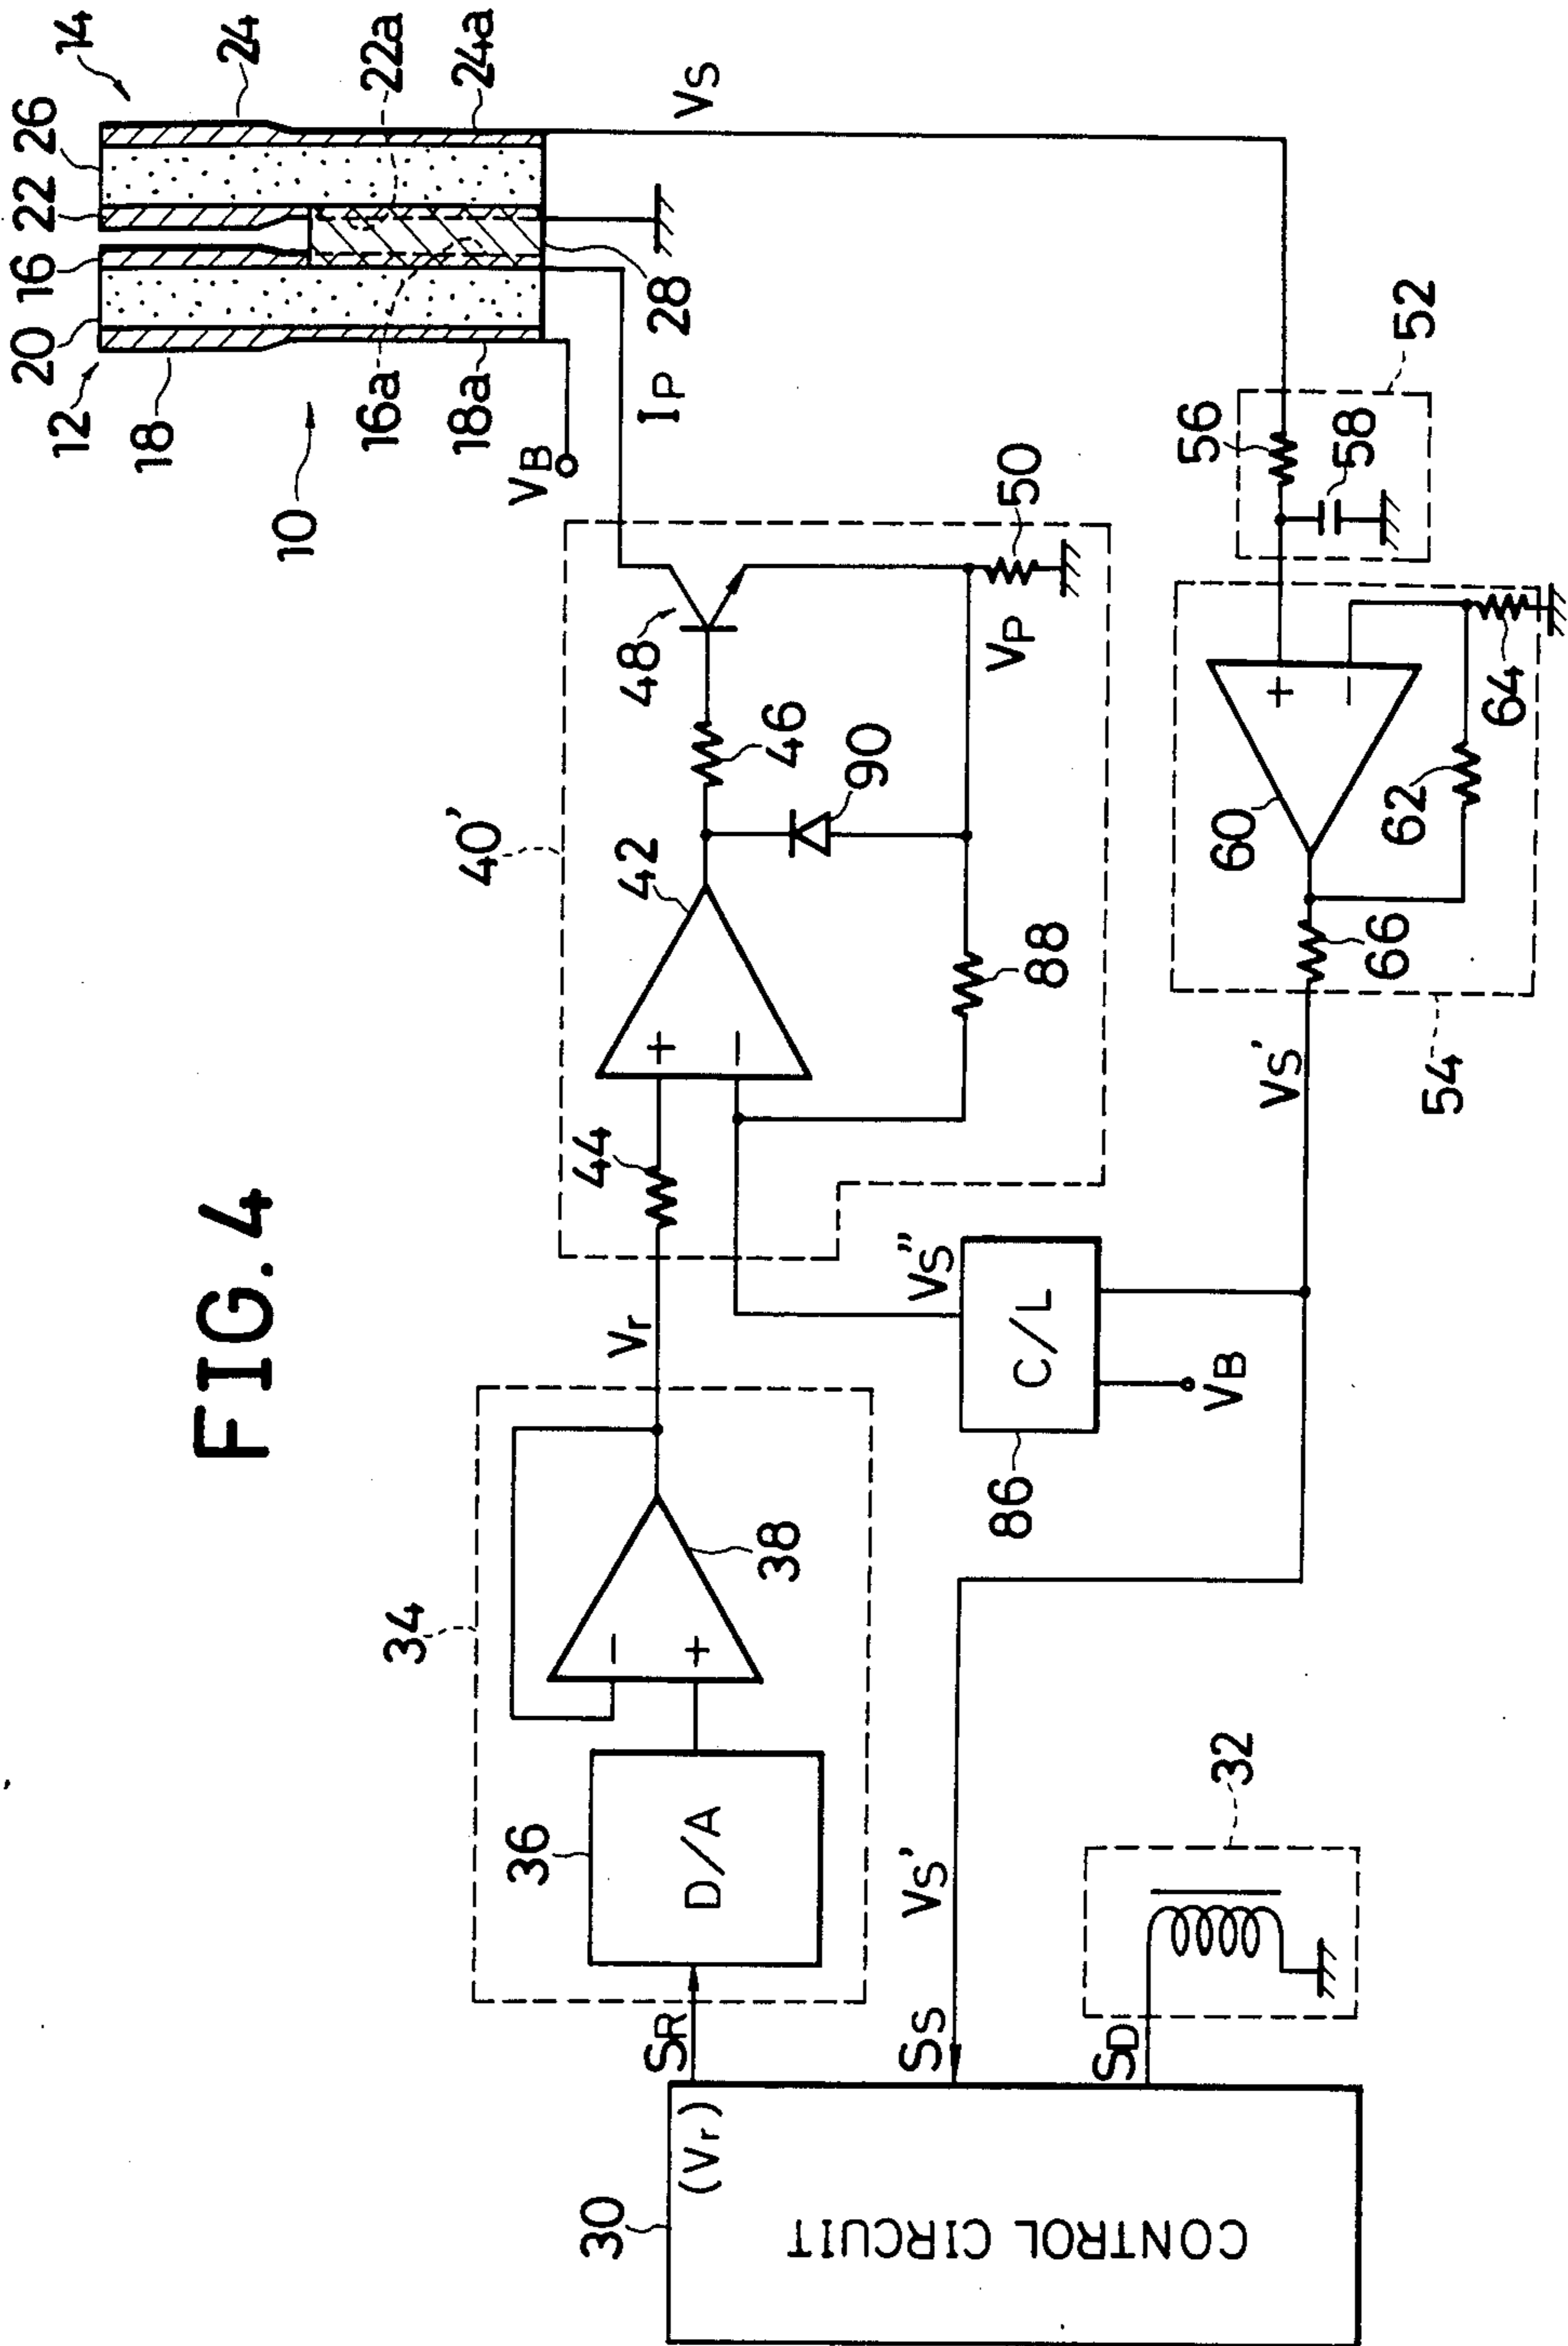 FIG. 4
30
(Vr)
CONTROL CIRCUIT
SR
SS
SD
VS'
32
34
36
D/A
38
Vr
86
C/L
VB
VS"
VS'
40'
44
+
−
42
88
90
46
48
VP
50
−
+
54
66
60
62
64
+
−
52
56
58
VB
IP
VS
10
12
18
20
16
22
26
14
24
22a
24a
16a
18a
28